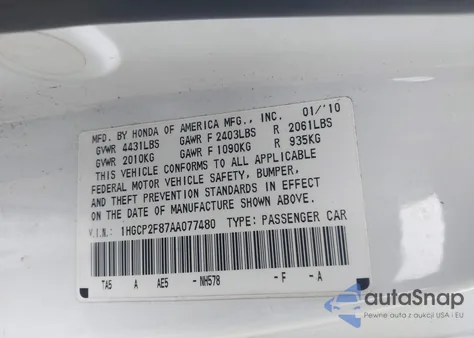 MFD. BY HONDA OF AMERICA MFG., INC. 01/'10
GVWR 4431LBS GAWR F 2403LBS R 2061LBS
GVWR 2010KG GAWR F 1090KG R 935KG
THIS VEHICLE CONFORMS TO ALL APPLICABLE
FEDERAL MOTOR VEHICLE SAFETY, BUMPER,
AND THEFT PREVENTION STANDARDS IN EFFECT
ON THE DATE OF MANUFACTURE SHOWN ABOVE.
V.I.N.: 1HGCP2F87AA077480 TYPE: PASSENGER CAR
TA5 A AE5 - NH578 - F - A
autoSnap
Pewne auta z aukcji USA i EU